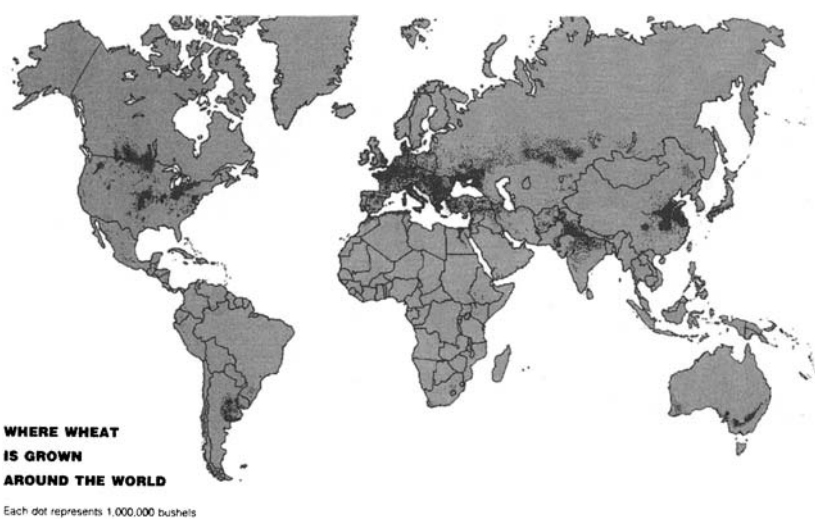 WHERE WHEAT
IS GROWN
AROUND THE WORLD
Each dot represents 1,000,000 bushels